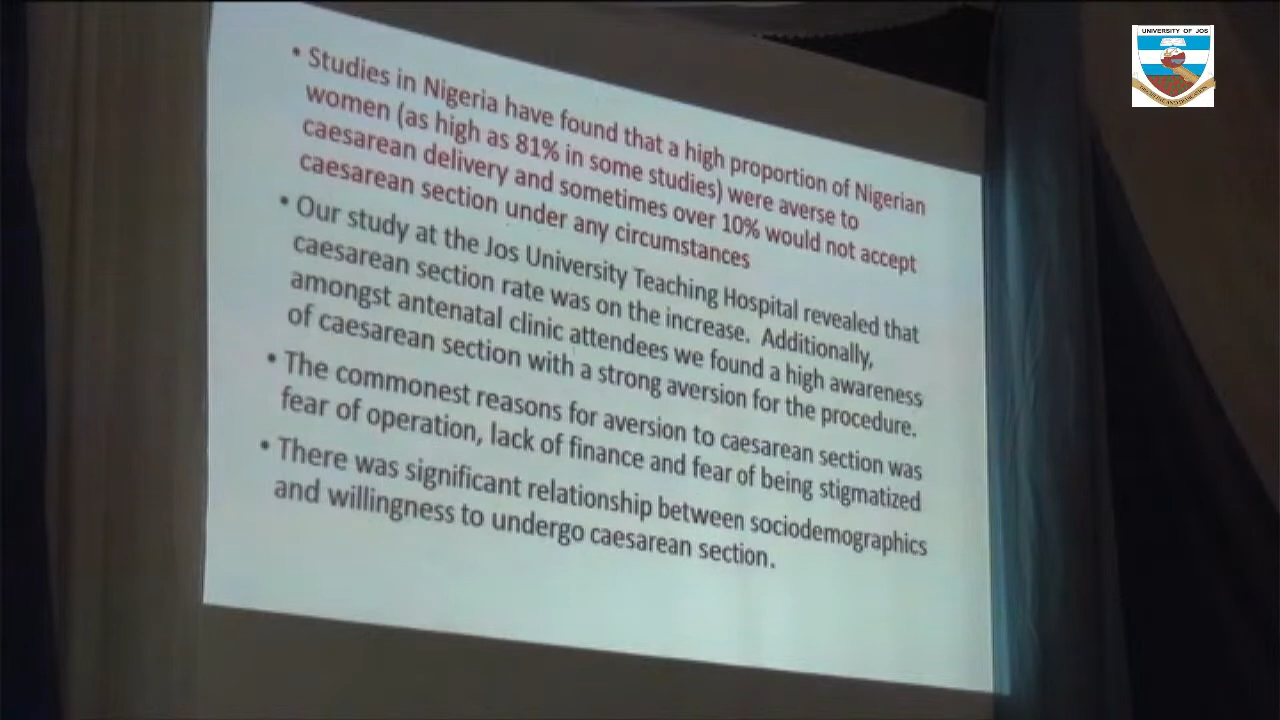 UNIVERSITY OF JOS
• Studies in Nigeria have found that a high proportion of Nigerian
women (as high as 81% in some studies) were averse to
caesarean delivery and sometimes over 10% would not accept
caesarean section under any circumstances
• Our study at the Jos University Teaching Hospital revealed that
caesarean section rate was on the increase. Additionally,
amongst antenatal clinic attendees we found a high awareness
of caesarean section with a strong aversion for the procedure.
• The commonest reasons for aversion to caesarean section was
fear of operation, lack of finance and fear of being stigmatized
• There was significant relationship between sociodemographics
and willingness to undergo caesarean section.